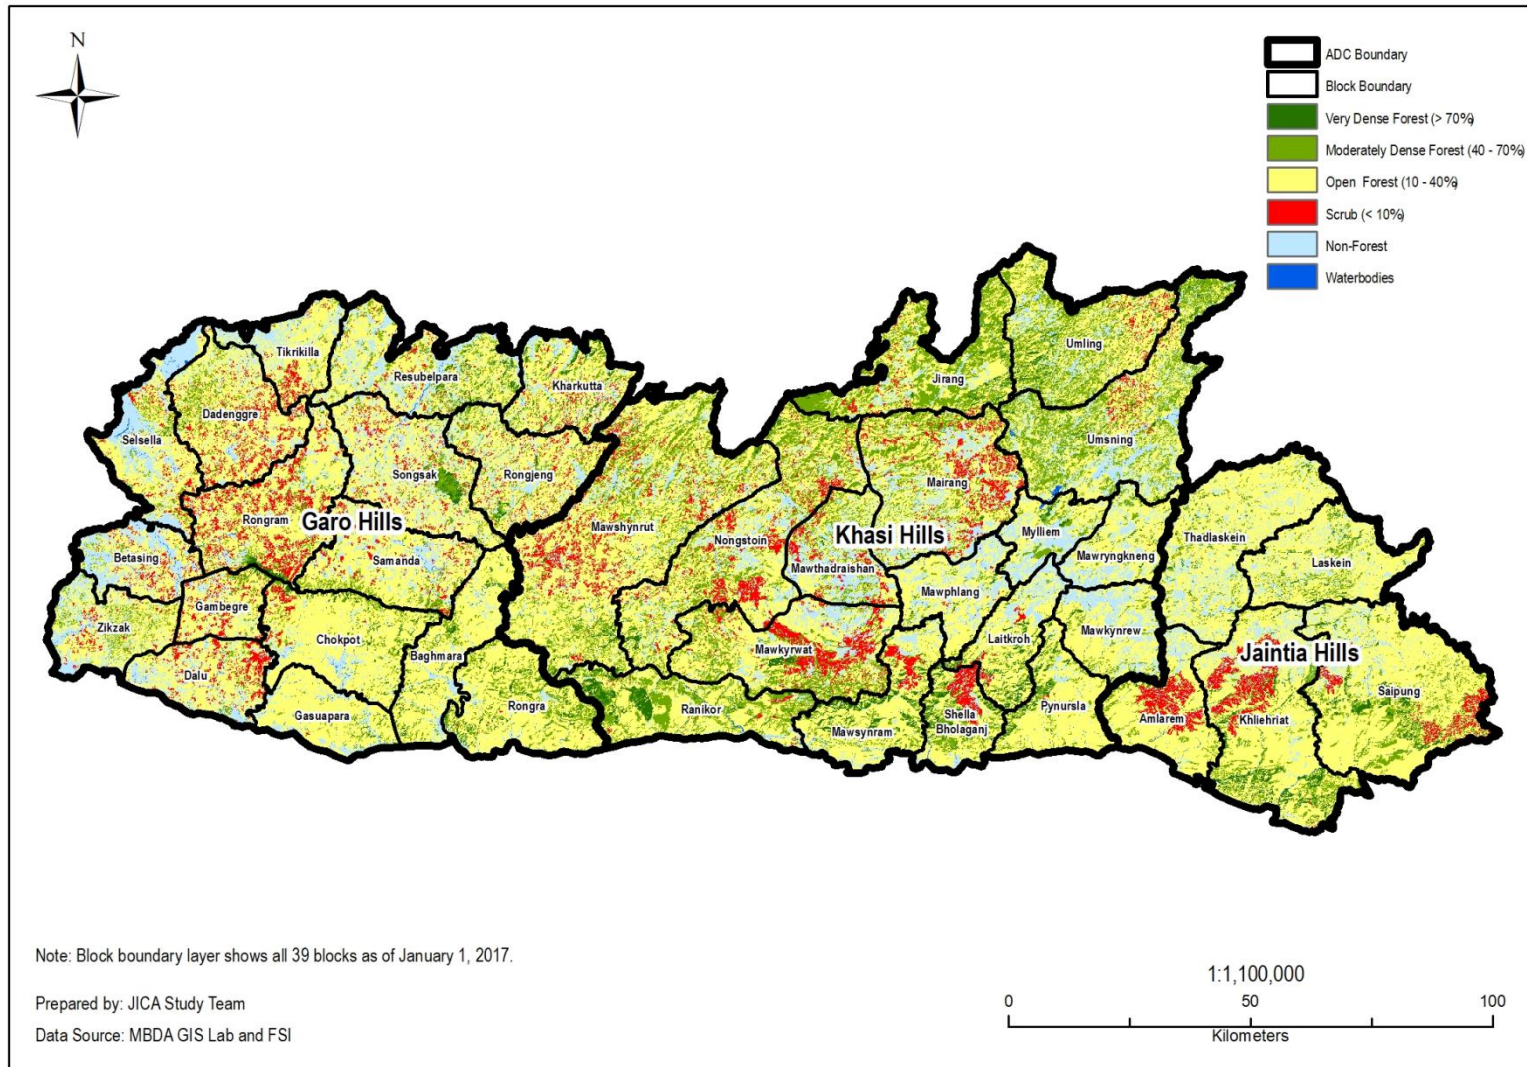 N
ADC Boundary
Block Boundary
Very Dense Forest (> 70%)
Moderately Dense Forest (40 - 70%)
Open Forest (10 - 40%)
Scrub (< 10%)
Non-Forest
Waterbodies
Tikrikilla
Resubelpara
Kharkutta
Dadenggre
Selsella
Songsak
Rongjeng
Rongram
Garo Hills
Betasing
Samanda
Gambegre
Zikzak
Chokpot
Baghmara
Dalu
Gasuapara
Rongra
Umling
Jirang
Umsning
Mairang
Mawshynrut
Nongstoin
Khasi Hills
Mylliem
Mawryngkneng
Mawthadraishan
Mawphlang
Laitkroh
Mawkynrew
Mawkyrwat
Ranikor
Mawsynram
Shella
Bholaganj
Pynursla
Thadlaskein
Laskein
Jaintia Hills
Saipung
Amlarem
Khliehriat
Note: Block boundary layer shows all 39 blocks as of January 1, 2017.
Prepared by: JICA Study Team
Data Source: MBDA GIS Lab and FSI
1:1,100,000
0 50 100
Kilometers